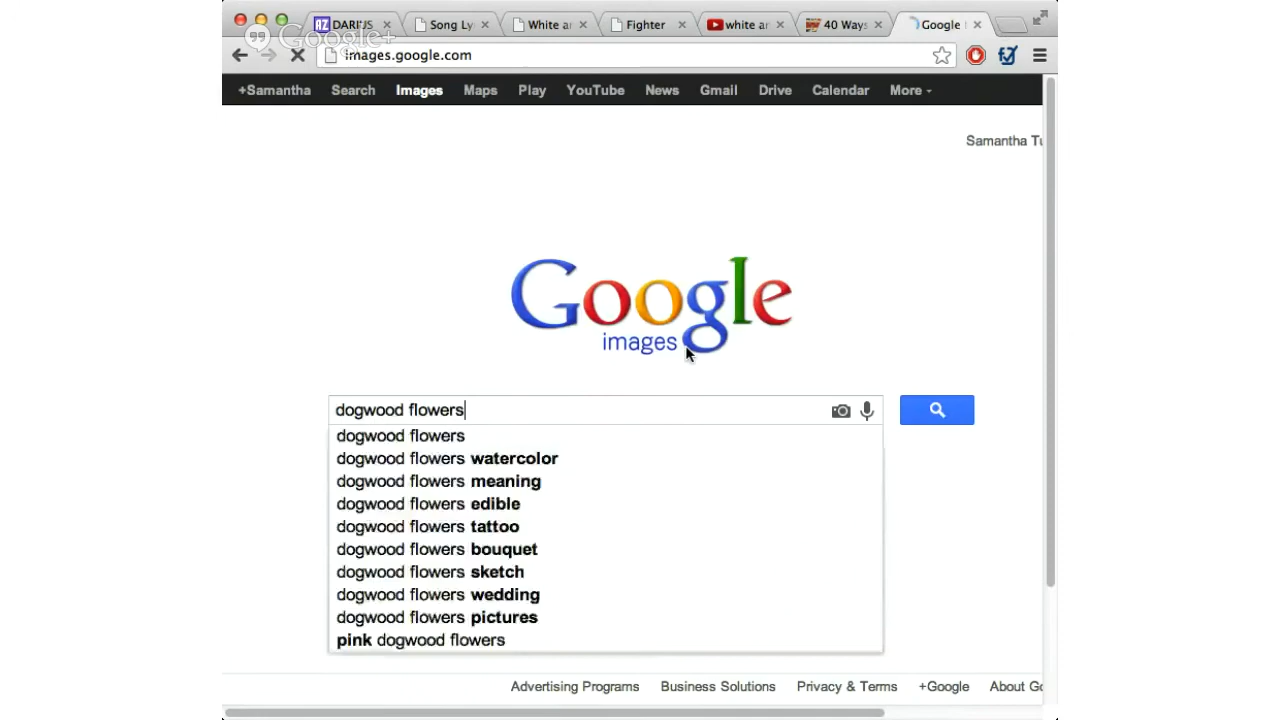 DARI'JS
Song Ly
White ar
Fighter
white ar
40 Ways
Google
Google+
images.google.com
+Samantha Search Images Maps Play YouTube News Gmail Drive Calendar More
Samantha Tu
Google
images
dogwood flowers
dogwood flowers
dogwood flowers watercolor
dogwood flowers meaning
dogwood flowers edible
dogwood flowers tattoo
dogwood flowers bouquet
dogwood flowers sketch
dogwood flowers wedding
dogwood flowers pictures
pink dogwood flowers
Advertising Programs Business Solutions Privacy & Terms +Google About Go